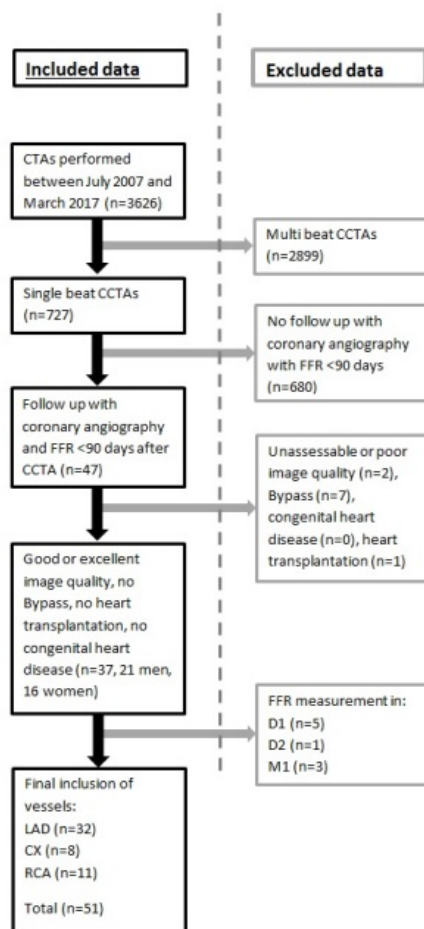 Included data
Excluded data
CTAs performed
between July 2007 and
March 2017 (n=3626)
Multi beat CCTAs
(n=2899)
Single beat CCTAs
(n=727)
No follow up with
coronary angiography
with FFR <90 days
(n=680)
Follow up with
coronary angiography
and FFR <90 days after
CCTA (n=47)
Unassessable or poor
image quality (n=2),
Bypass (n=7),
congenital heart
disease (n=0), heart
transplantation (n=1)
Good or excellent
image quality, no
Bypass, no heart
transplantation, no
congenital heart
disease (n=37, 21 men,
16 women)
FFR measurement in:
D1 (n=5)
D2 (n=1)
M1 (n=3)
Final inclusion of
vessels:
LAD (n=32)
CX (n=8)
RCA (n=11)
Total (n=51)